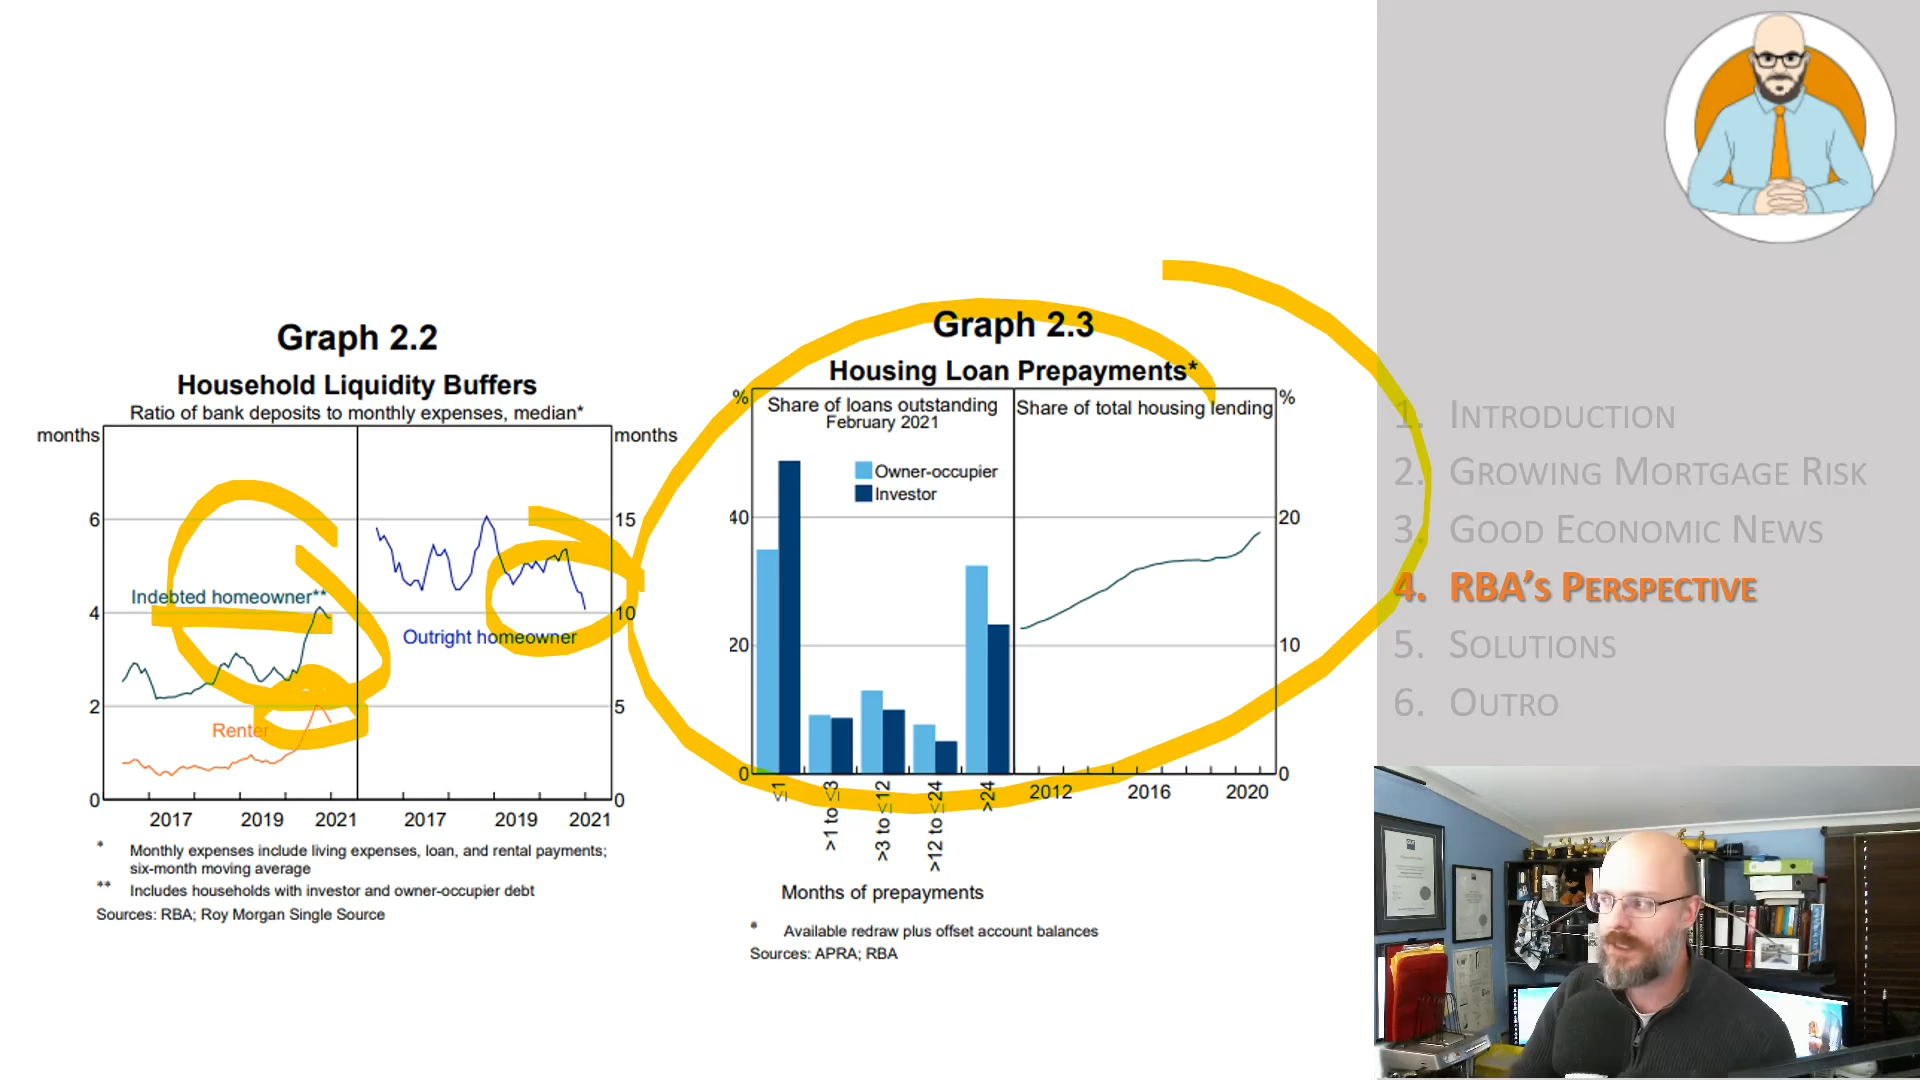 Graph 2.2
Household Liquidity Buffers
Ratio of bank deposits to monthly expenses, median*
months
months
6
4
2
0
15
10
5
0
Indebted homeowner**
Renter
Outright homeowner
2017
2019
2021
2017
2019
2021
* Monthly expenses include living expenses, loan, and rental payments;
six-month moving average
** Includes households with investor and owner-occupier debt
Sources: RBA; Roy Morgan Single Source
Graph 2.3
Housing Loan Prepayments*
%
%
Share of loans outstanding
February 2021
Share of total housing lending
Owner-occupier
Investor
40
20
0
20
10
0
≤1
>1 to ≤3
>3 to ≤12
>12 to ≤24
>24
2012
2016
2020
Months of prepayments
* Available redraw plus offset account balances
Sources: APRA; RBA
1. Introduction
2. Growing Mortgage Risk
3. Good Economic News
4. RBA's Perspective
5. Solutions
6. Outro